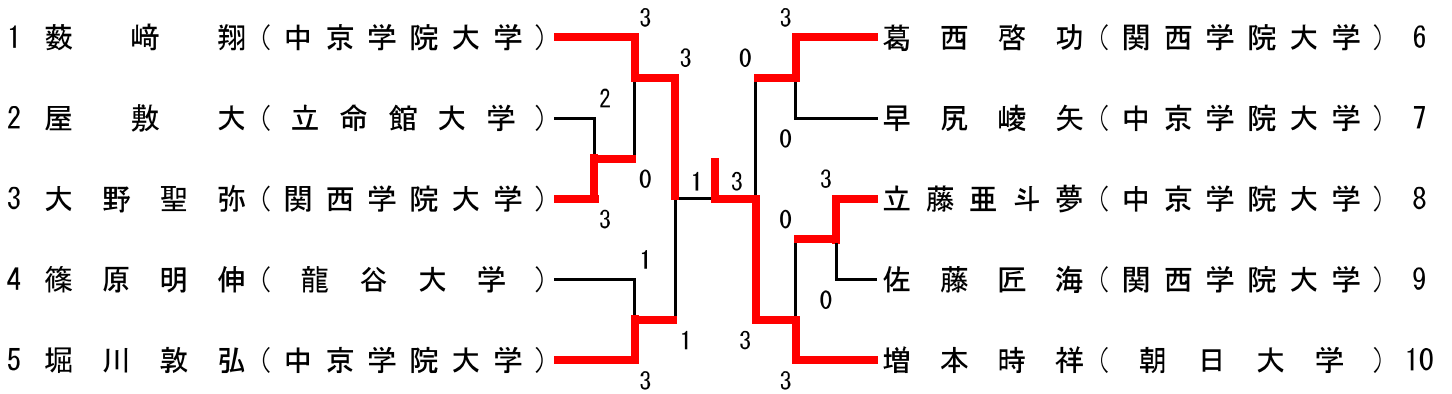 1 薮﨑翔(中京学院大学)
2 屋敷大(立命館大学)
3 大野聖弥(関西学院大学)
4 篠原明伸(龍谷大学)
5 堀川敦弘(中京学院大学)
3
3
2
0
3
1
1
3
1
3
3
0
0
3
0
0
3
3
葛西啓功(関西学院大学) 6
早尻崚矢(中京学院大学) 7
立藤亜斗夢(中京学院大学) 8
佐藤匠海(関西学院大学) 9
増本時祥(朝日大学) 10